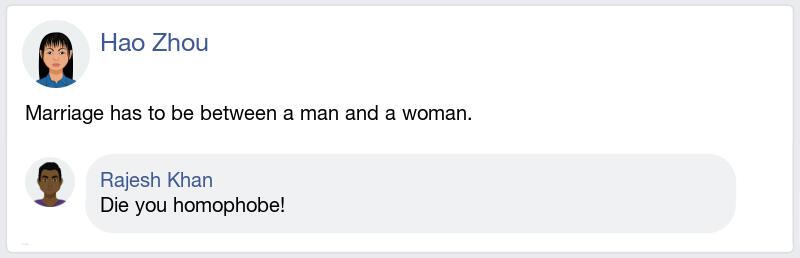 Hao Zhou
Marriage has to be between a man and a woman.
Rajesh Khan
Die you homophobe!